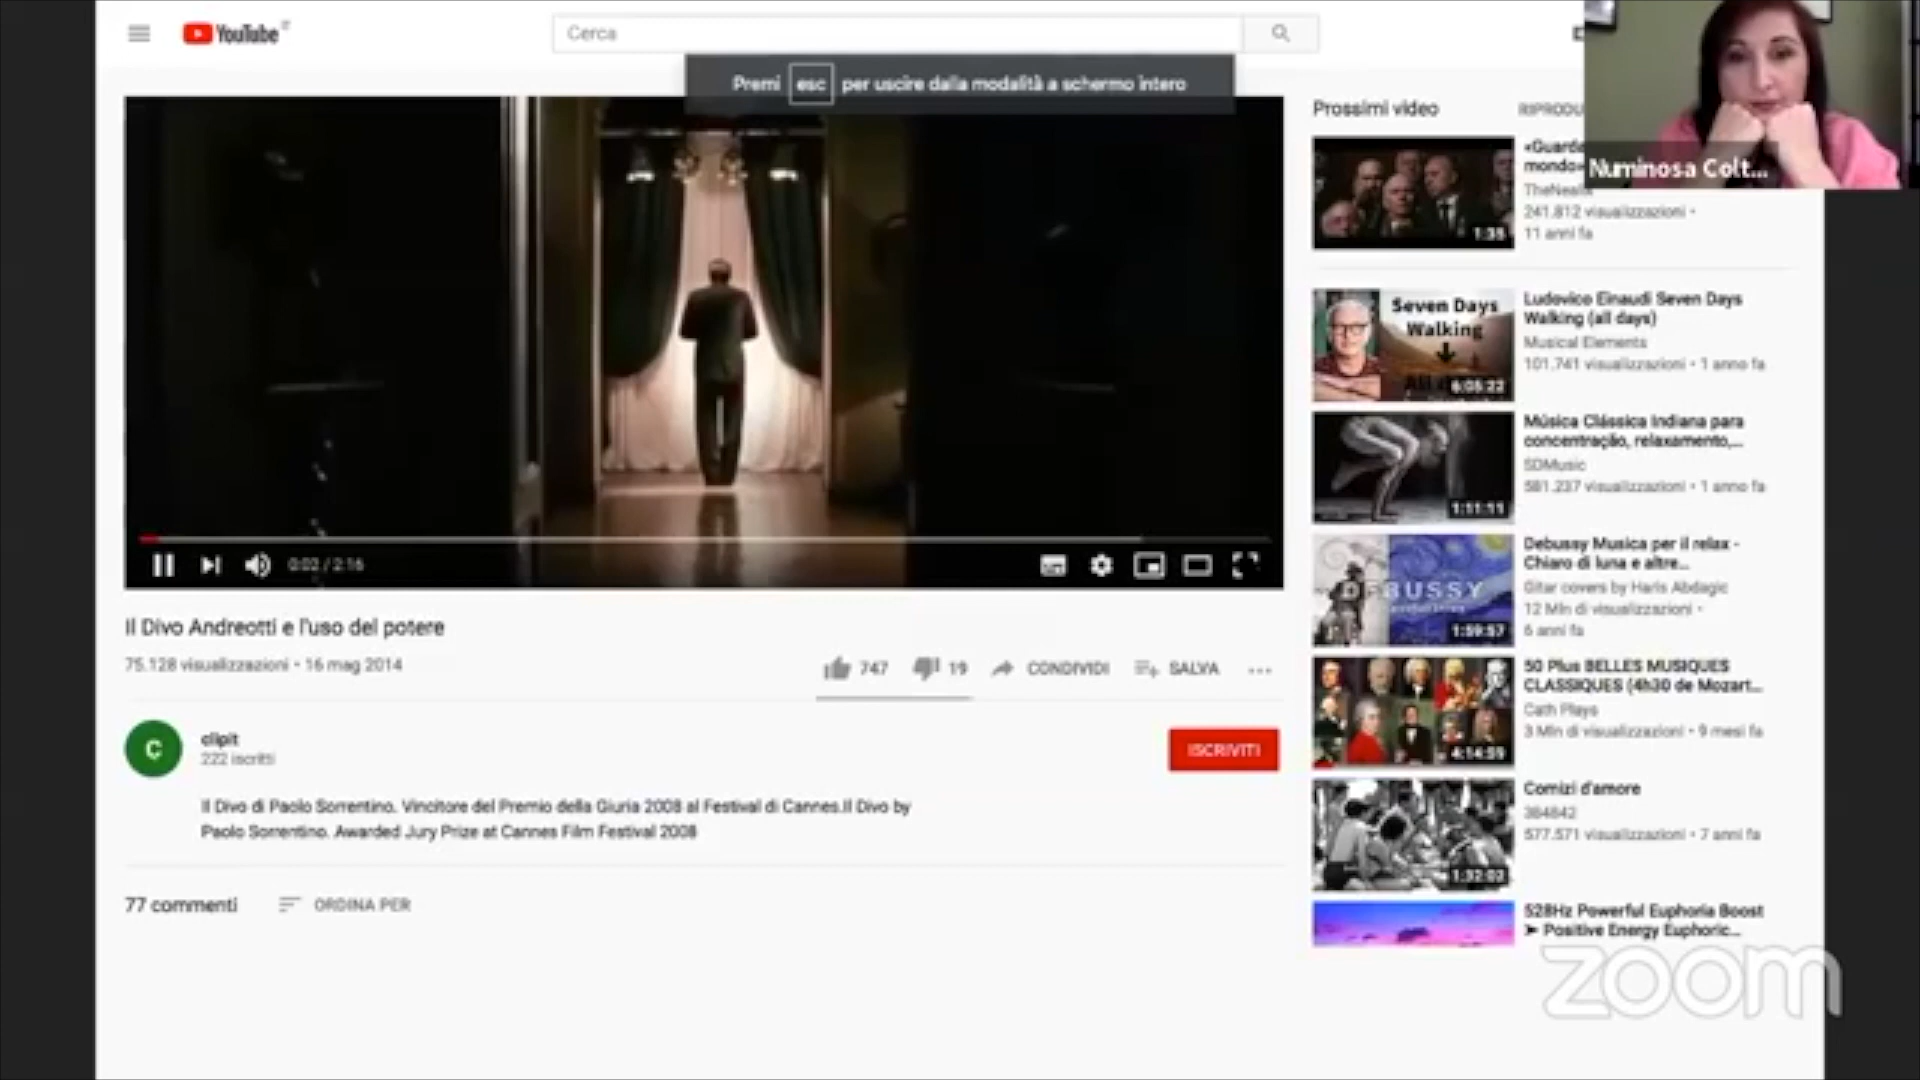 YouTube IT
Cerca
Premi esc per uscire dalla modalità a schermo intero
Numinosa Colt...
0:02 / 2:16
Il Divo Andreotti e l'uso del potere
75.128 visualizzazioni • 16 mag 2014
747
19
CONDIVIDI
SALVA
C
clipit
222 iscritti
ISCRIVITI
Il Divo di Paolo Sorrentino. Vincitore del Premio della Giuria 2008 al Festival di Cannes.Il Divo by
Paolo Sorrentino. Awarded Jury Prize at Cannes Film Festival 2008
77 commenti
ORDINA PER
Prossimi video
RIPRODU
1:35
«Guarde
mondo»
241.812 visualizzazioni •
11 anni fa
Seven Days
Walking
6:05:22
Ludovico Einaudi Seven Days
Walking (all days)
Musical Elements
101.741 visualizzazioni • 1 anno fa
1:11:11
Música Clássica Indiana para
concentração, relaxamento,...
SDMusic
581.237 visualizzazioni • 1 anno fa
DEBUSSY
1:59:57
Debussy Musica per il relax -
Chiaro di luna e altre...
Gitar covers by Haris Abdagic
12 Mln di visualizzazioni •
6 anni fa
4:14:59
50 Plus BELLES MUSIQUES
CLASSIQUES (4h30 de Mozart...
Cath Plays
3 Mln di visualizzazioni • 9 mesi fa
1:32:03
Comizi d'amore
384842
577.571 visualizzazioni • 7 anni fa
528Hz Powerful Euphoria Boost
➤ Positive Energy Euphoric...
zoom